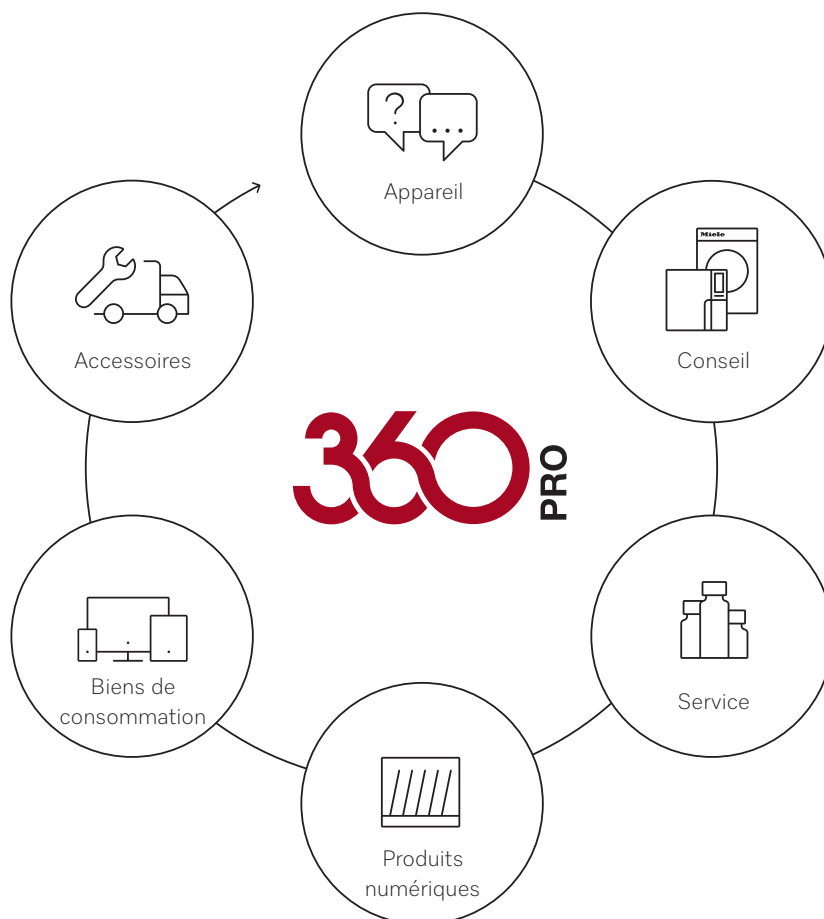 ?
...
Appareil
Miele
Accessoires
Conseil
360 PRO
Biens de
consommation
Service
Produits
numériques